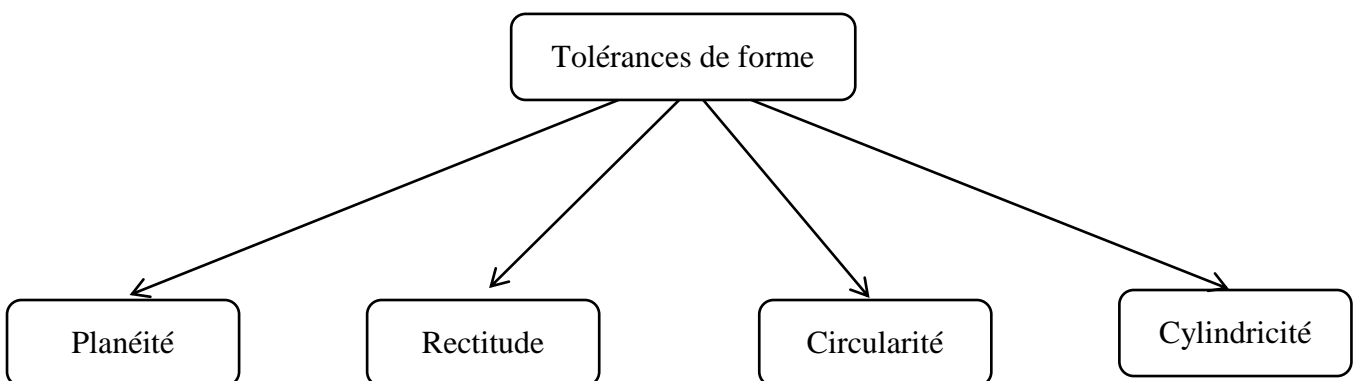 Tolérances de forme
Planéité
Rectitude
Circularité
Cylindricité